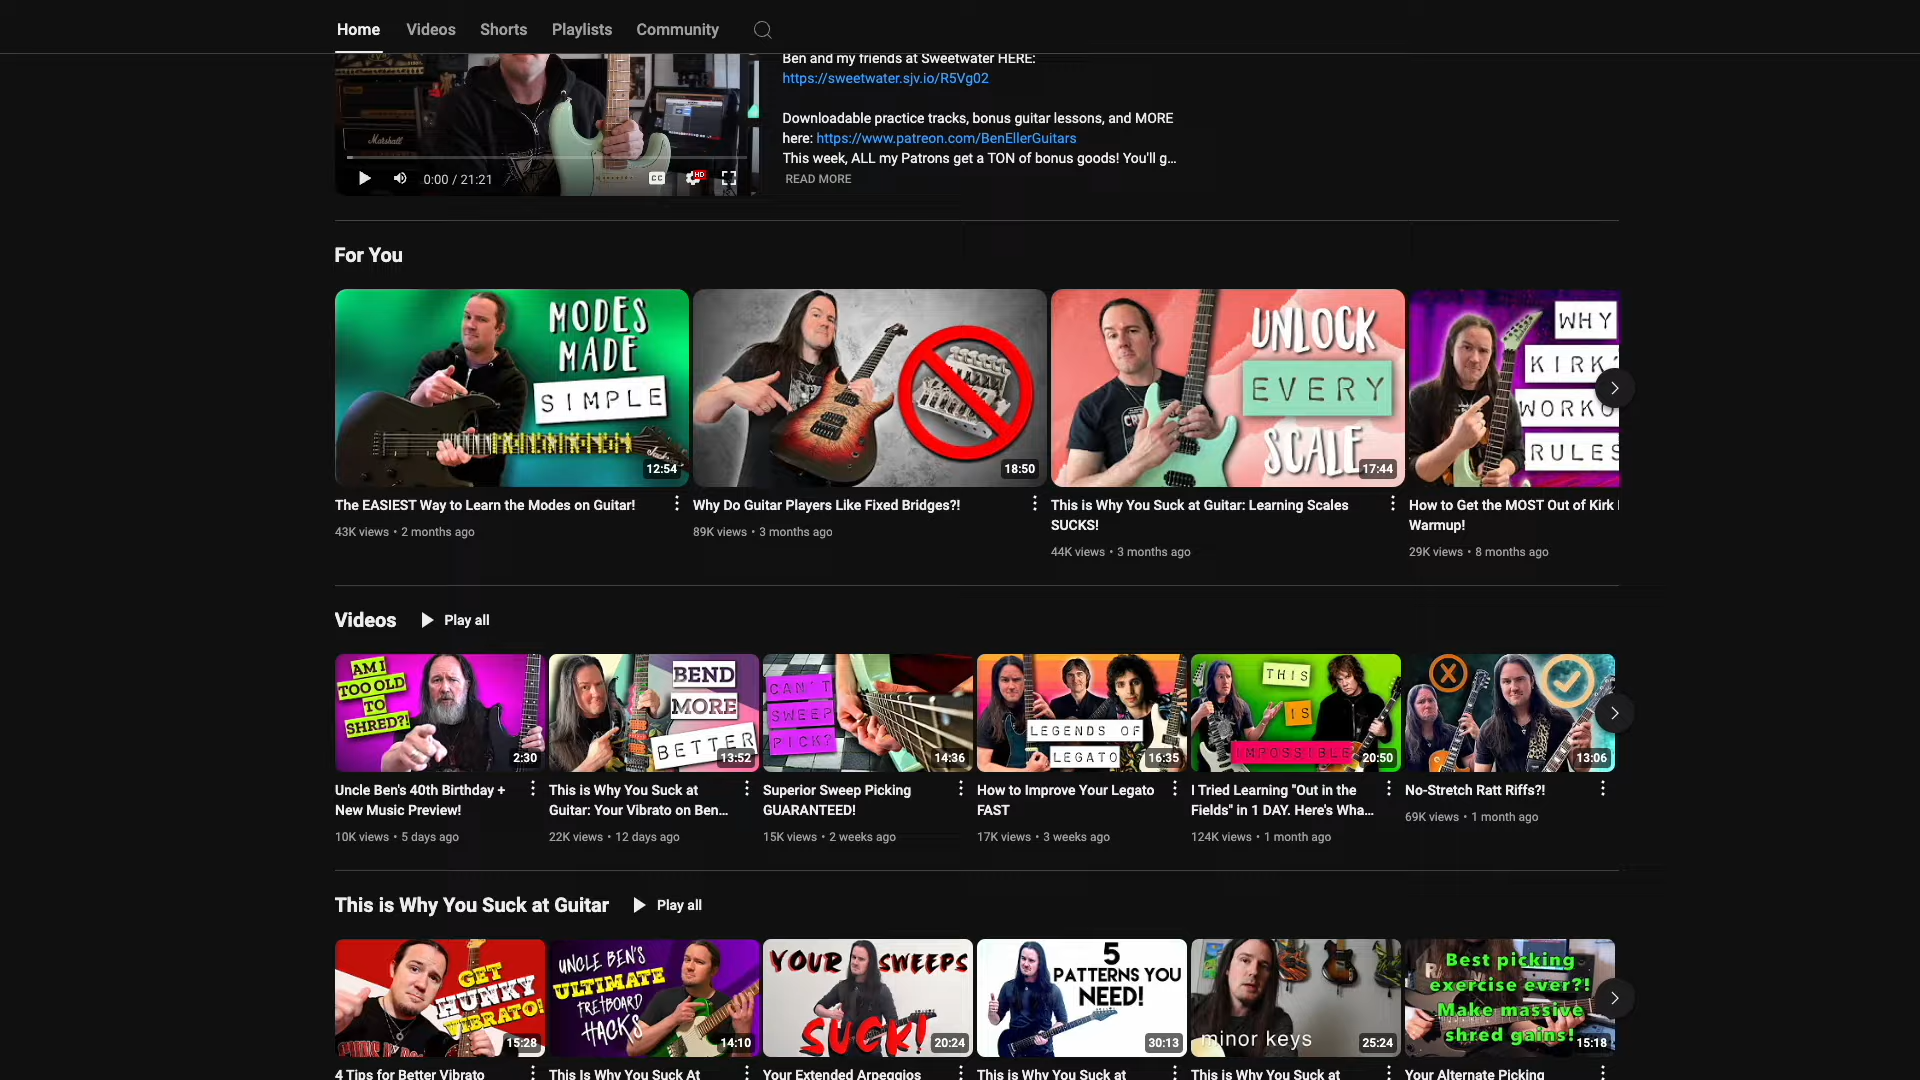 Home Videos Shorts Playlists Community
Ben and my friends at Sweetwater HERE:
https://sweetwater.sjv.io/R5Vg02
Downloadable practice tracks, bonus guitar lessons, and MORE
here: https://www.patreon.com/BenEllerGuitars
This week, ALL my Patrons get a TON of bonus goods! You'll g...
READ MORE
Marshall
0:00 / 21:21
CC
HD
For You
MODES
MADE
SIMPLE
12:54
18:50
UNLOCK
EVERY
SCALE
17:44
WHY
KIRK'
WORKO
RULES
The EASIEST Way to Learn the Modes on Guitar!
43K views • 2 months ago
Why Do Guitar Players Like Fixed Bridges?!
89K views • 3 months ago
This is Why You Suck at Guitar: Learning Scales
SUCKS!
44K views • 3 months ago
How to Get the MOST Out of Kirk
Warmup!
29K views • 8 months ago
Videos
Play all
AM I
TOO OLD
TO
SHRED?!
2:30
BEND
MORE
BETTER
13:52
CAN'T
SWEEP
PICK?
14:36
LEGENDS OF
LEGATO
16:35
THIS
IS
IMPOSSIBLE
20:50
13:06
Uncle Ben's 40th Birthday +
New Music Preview!
10K views • 5 days ago
This is Why You Suck at
Guitar: Your Vibrato on Ben...
22K views • 12 days ago
Superior Sweep Picking
GUARANTEED!
15K views • 2 weeks ago
How to Improve Your Legato
FAST
17K views • 3 weeks ago
I Tried Learning "Out in the
Fields" in 1 DAY. Here's Wha...
124K views • 1 month ago
No-Stretch Ratt Riffs?!
69K views • 1 month ago
This is Why You Suck at Guitar
Play all
GET
HUNKY
VIBRATO!
15:28
UNCLE BEN'S
ULTIMATE
FRETBOARD
HACKS
14:10
YOUR SWEEPS
SUCK!
20:24
5
PATTERNS YOU
NEED!
30:13
minor keys
25:24
Best picking
exercise ever?!
Make massive
shred gains!
15:18
4 Tips for Better Vibrato
This Is Why You Suck At
Your Extended Arpeggios
This is Why You Suck at
This is Why You Suck at
Your Alternate Picking